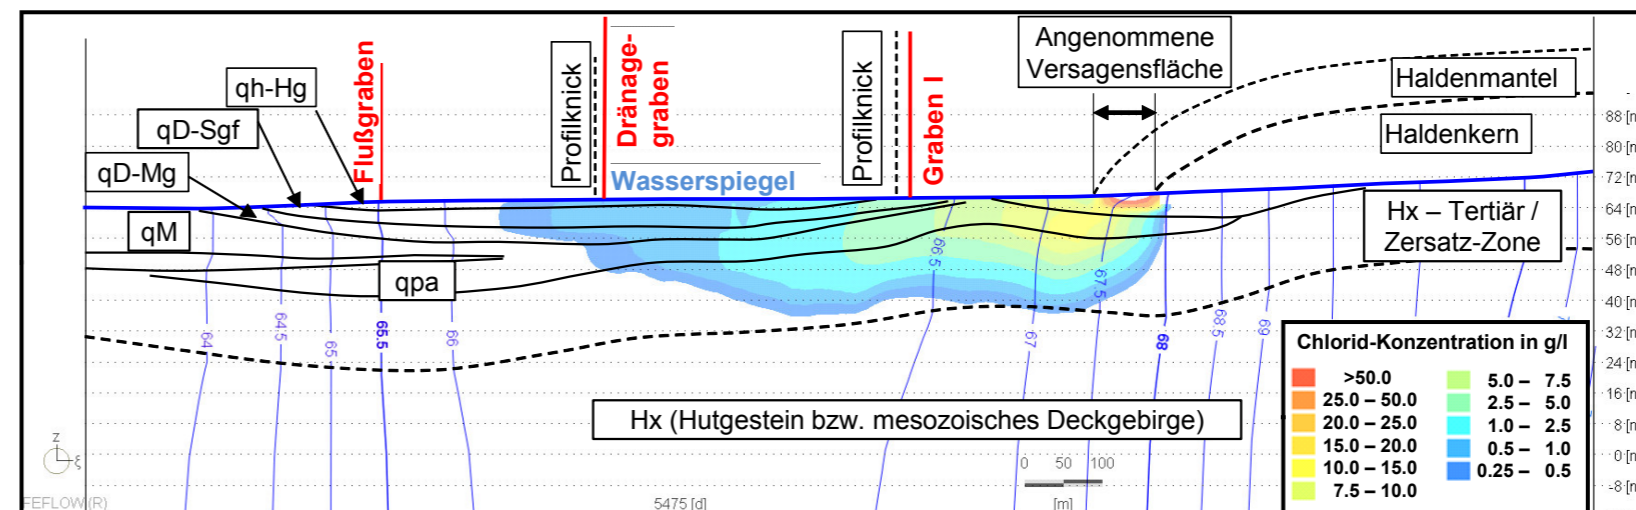 Angenommene
Versagensfläche
Haldenmantel
Haldenkern
qh-Hg
qD-Sgf
qD-Mg
qM
qpa
Flußgraben
Profilknick
Dränage-
graben
Wasserspiegel
Profilknick
Graben I
Hx – Tertiär /
Zersatz-Zone
Hx (Hutgestein bzw. mesozoisches Deckgebirge)
64
64.5
65
65.5
66
66.5
67
67.5
68
68.5
69
88 [m
80 [m
72 [m
64 [m
56 [m
48 [m
40 [m
32 [m
24 [m
16 [m
8 [m
0 [m
-8 [m
Chlorid-Konzentration in g/l
>50.0
25.0 – 50.0
20.0 – 25.0
15.0 – 20.0
10.0 – 15.0
7.5 – 10.0
5.0 – 7.5
2.5 – 5.0
1.0 – 2.5
0.5 – 1.0
0.25 – 0.5
z
ξ
0 50 100
[m]
FEFLOW (R)
5475 [d]